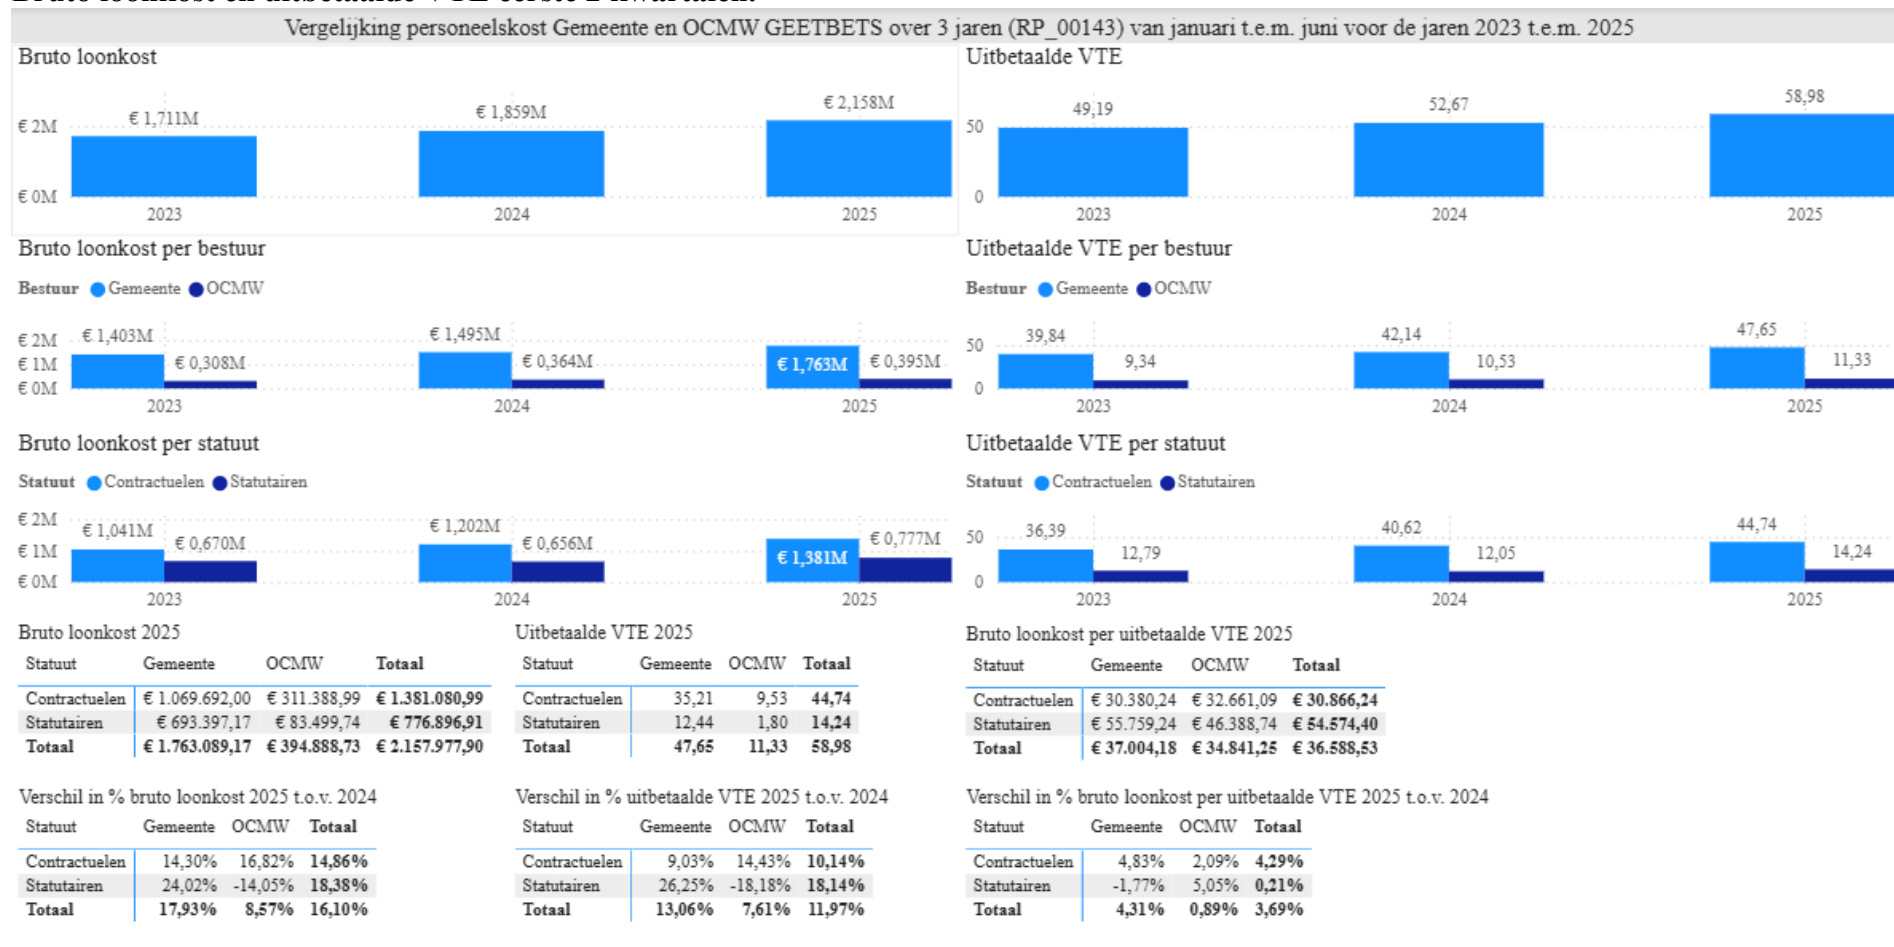 Bruto loonkost en uitbetaalde VTE eerste 2 kwartalen:
Vergelijking personeelskost Gemeente en OCMW GEETBETS over 3 jaren (RP_00143) van januari t.e.m. juni voor de jaren 2023 t.e.m. 2025
Bruto loonkost
€ 2M
€ 0M
€ 1,711M
€ 1,859M
€ 2,158M
2023 2024 2025
Uitbetaalde VTE
50
0
49,19
52,67
58,98
2023 2024 2025
Bruto loonkost per bestuur
Bestuur Gemeente OCMW
€ 2M
€ 1M
€ 0M
€ 1,403M € 0,308M
€ 1,495M € 0,364M
€ 1,763M € 0,395M
2023 2024 2025
Uitbetaalde VTE per bestuur
Bestuur Gemeente OCMW
50
0
39,84 9,34
42,14 10,53
47,65 11,33
2023 2024 2025
Bruto loonkost per statuut
Statuut Contractuelen Statutairen
€ 2M
€ 1M
€ 0M
€ 1,041M € 0,670M
€ 1,202M € 0,656M
€ 1,381M € 0,777M
2023 2024 2025
Uitbetaalde VTE per statuut
Statuut Contractuelen Statutairen
50
0
36,39 12,79
40,62 12,05
44,74 14,24
2023 2024 2025
Bruto loonkost 2025
Statuut Gemeente OCMW Totaal
Contractuelen € 1.069.692,00 € 311.388,99 € 1.381.080,99
Statutairen € 693.397,17 € 83.499,74 € 776.896,91
Totaal € 1.763.089,17 € 394.888,73 € 2.157.977,90
Uitbetaalde VTE 2025
Statuut Gemeente OCMW Totaal
Contractuelen 35,21 9,53 44,74
Statutairen 12,44 1,80 14,24
Totaal 47,65 11,33 58,98
Bruto loonkost per uitbetaalde VTE 2025
Statuut Gemeente OCMW Totaal
Contractuelen € 30.380,24 € 32.661,09 € 30.866,24
Statutairen € 55.759,24 € 46.388,74 € 54.574,40
Totaal € 37.004,18 € 34.841,25 € 36.588,53
Verschil in % bruto loonkost 2025 t.o.v. 2024
Statuut Gemeente OCMW Totaal
Contractuelen 14,30% 16,82% 14,86%
Statutairen 24,02% -14,05% 18,38%
Totaal 17,93% 8,57% 16,10%
Verschil in % uitbetaalde VTE 2025 t.o.v. 2024
Statuut Gemeente OCMW Totaal
Contractuelen 9,03% 14,43% 10,14%
Statutairen 26,25% -18,18% 18,14%
Totaal 13,06% 7,61% 11,97%
Verschil in % bruto loonkost per uitbetaalde VTE 2025 t.o.v. 2024
Statuut Gemeente OCMW Totaal
Contractuelen 4,83% 2,09% 4,29%
Statutairen -1,77% 5,05% 0,21%
Totaal 4,31% 0,89% 3,69%